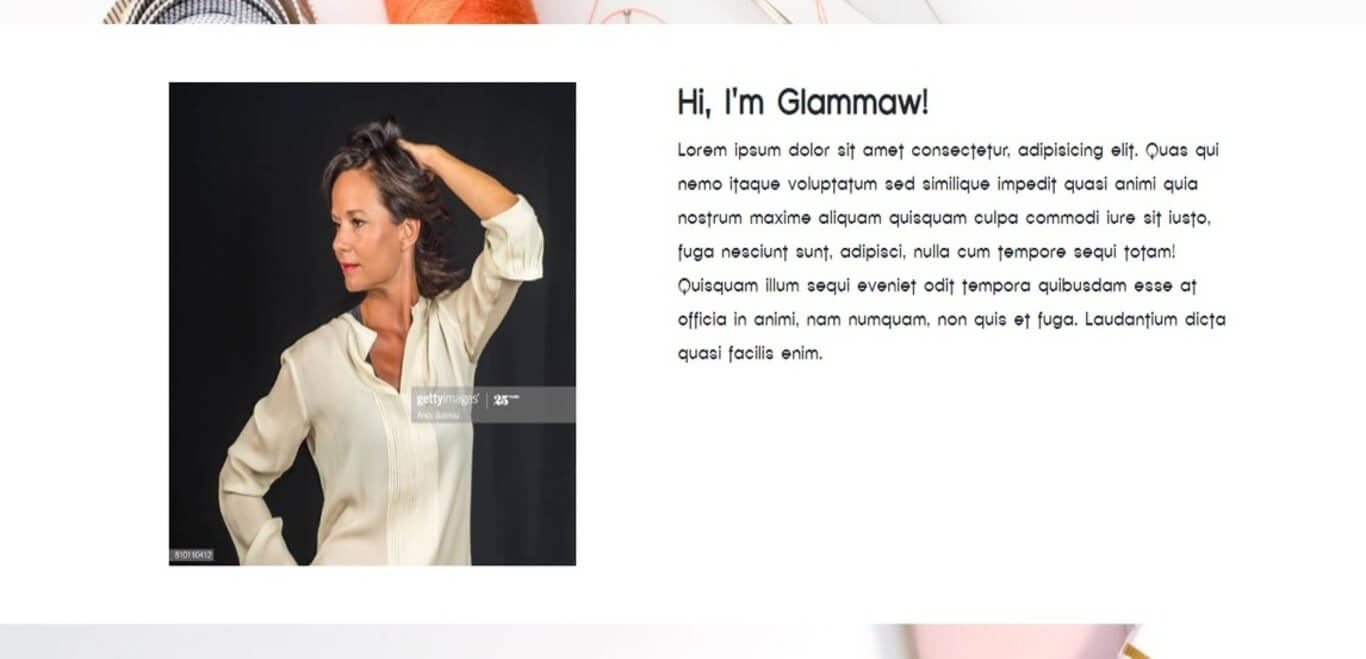 Hi, I'm Glammaw!
Lorem ipsum dolor sit amet consectetur, adipisicing elit. Quas qui
nemo itaque voluptatum sed similique impedit quasi animi quia
nostrum maxime aliquam quisquam culpa commodi iure sit iusto,
fuga nesciunt sunt, adipisci, nulla cum tempore sequi totam!
Quisquam illum sequi eveniet odit tempora quibusdam esse at
officia in animi, nam numquam, non quis et fuga. Laudantium dicta
quasi facilis enim.
gettyimages® 25
Andy
810110412